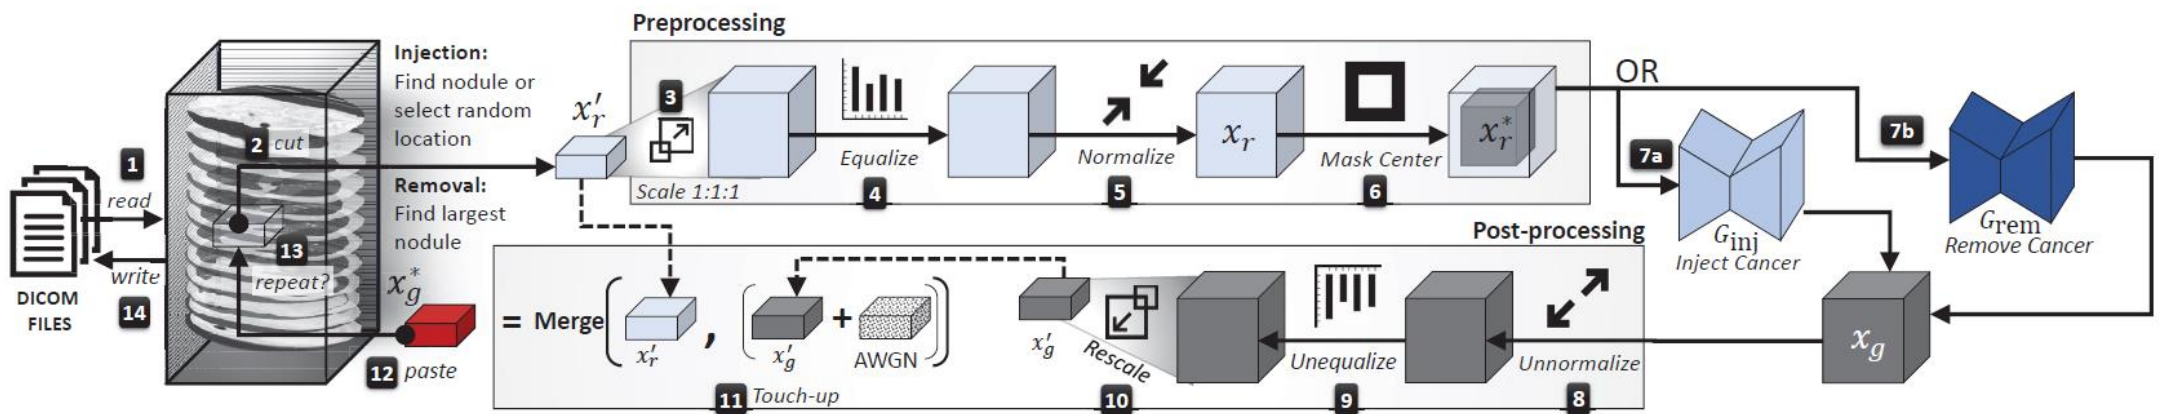 Preprocessing
Injection:
Find nodule or
select random
location
Removal:
Find largest
nodule
DICOM
FILES
1
read
write
14
2 cut
13
repeat?
x*g
12 paste
x′r
3
Scale 1:1:1
Equalize
4
Normalize
5
xr
Mask Center
6
x*r
OR
7a
Ginj
Inject Cancer
7b
Grem
Remove Cancer
xg
Post-processing
Unnormalize
8
Unequalize
9
Rescale
10
x′g
= Merge ( x′r , ( x′g + AWGN ) )
11 Touch-up